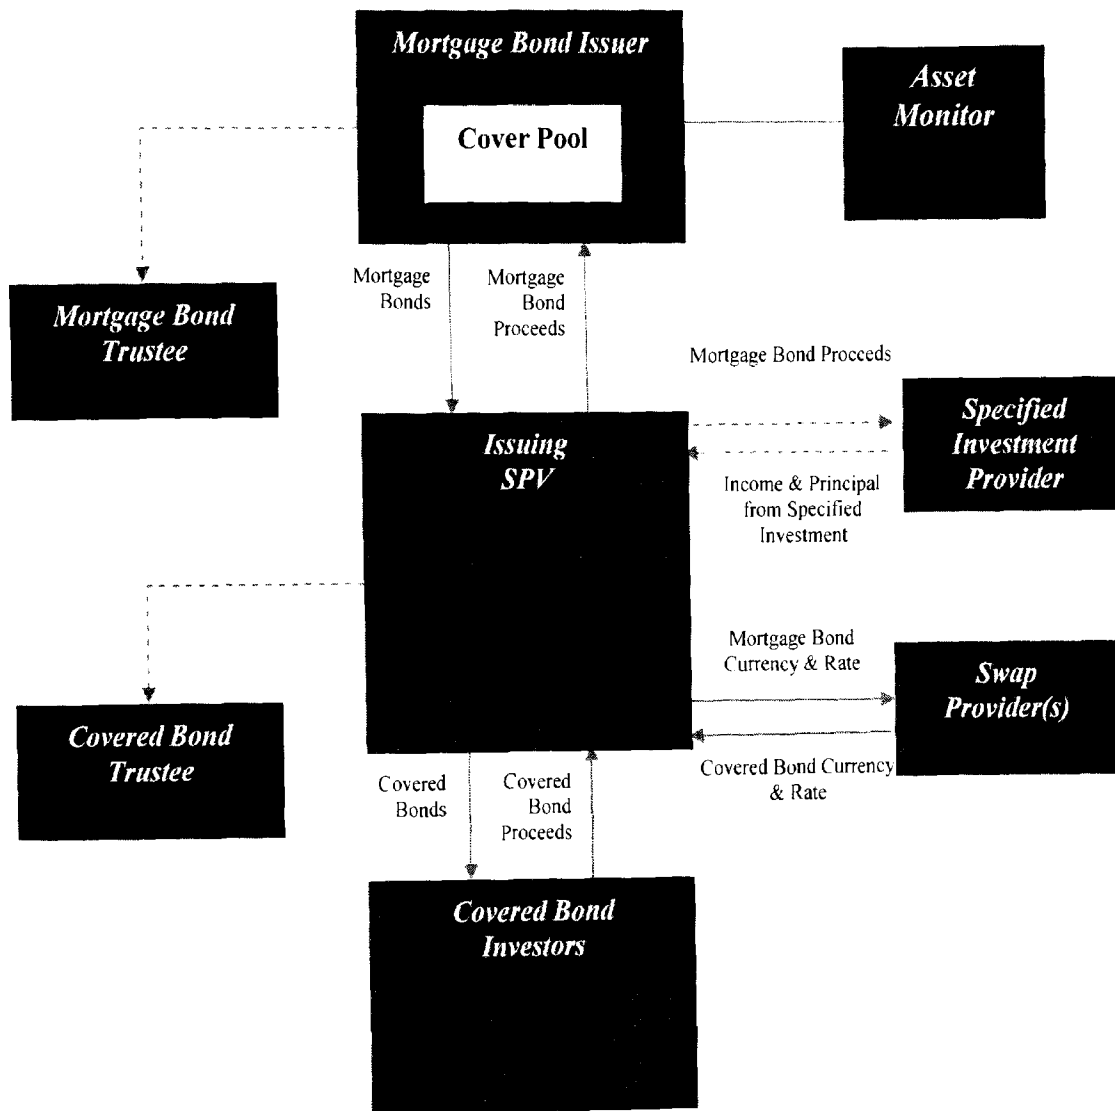 Mortgage Bond Issuer
Cover Pool
Asset
Monitor
Mortgage
Bonds
Mortgage
Bond
Proceeds
Mortgage Bond
Trustee
Mortgage Bond Proceeds
Issuing
SPV
Specified
Investment
Provider
Income & Principal
from Specified
Investment
Mortgage Bond
Currency & Rate
Swap
Provider(s)
Covered Bond
Trustee
Covered Bond Currency
& Rate
Covered
Bonds
Covered
Bond
Proceeds
Covered Bond
Investors